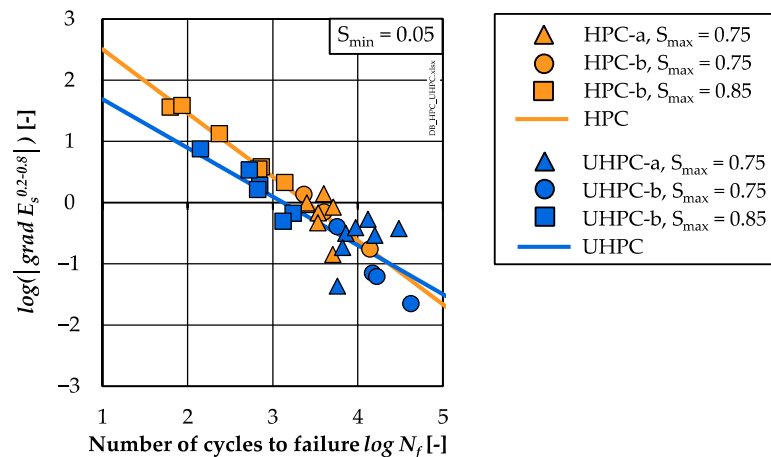 S_min = 0.05
DB_HPC_UHPC.xlsx
3
2
1
0
−1
−2
−3
log(|grad E_s^0.2–0.8|) [-]
1 2 3 4 5
Number of cycles to failure log N_f [-]
HPC-a, S_max = 0.75
HPC-b, S_max = 0.75
HPC-b, S_max = 0.85
HPC
UHPC-a, S_max = 0.75
UHPC-b, S_max = 0.75
UHPC-b, S_max = 0.85
UHPC